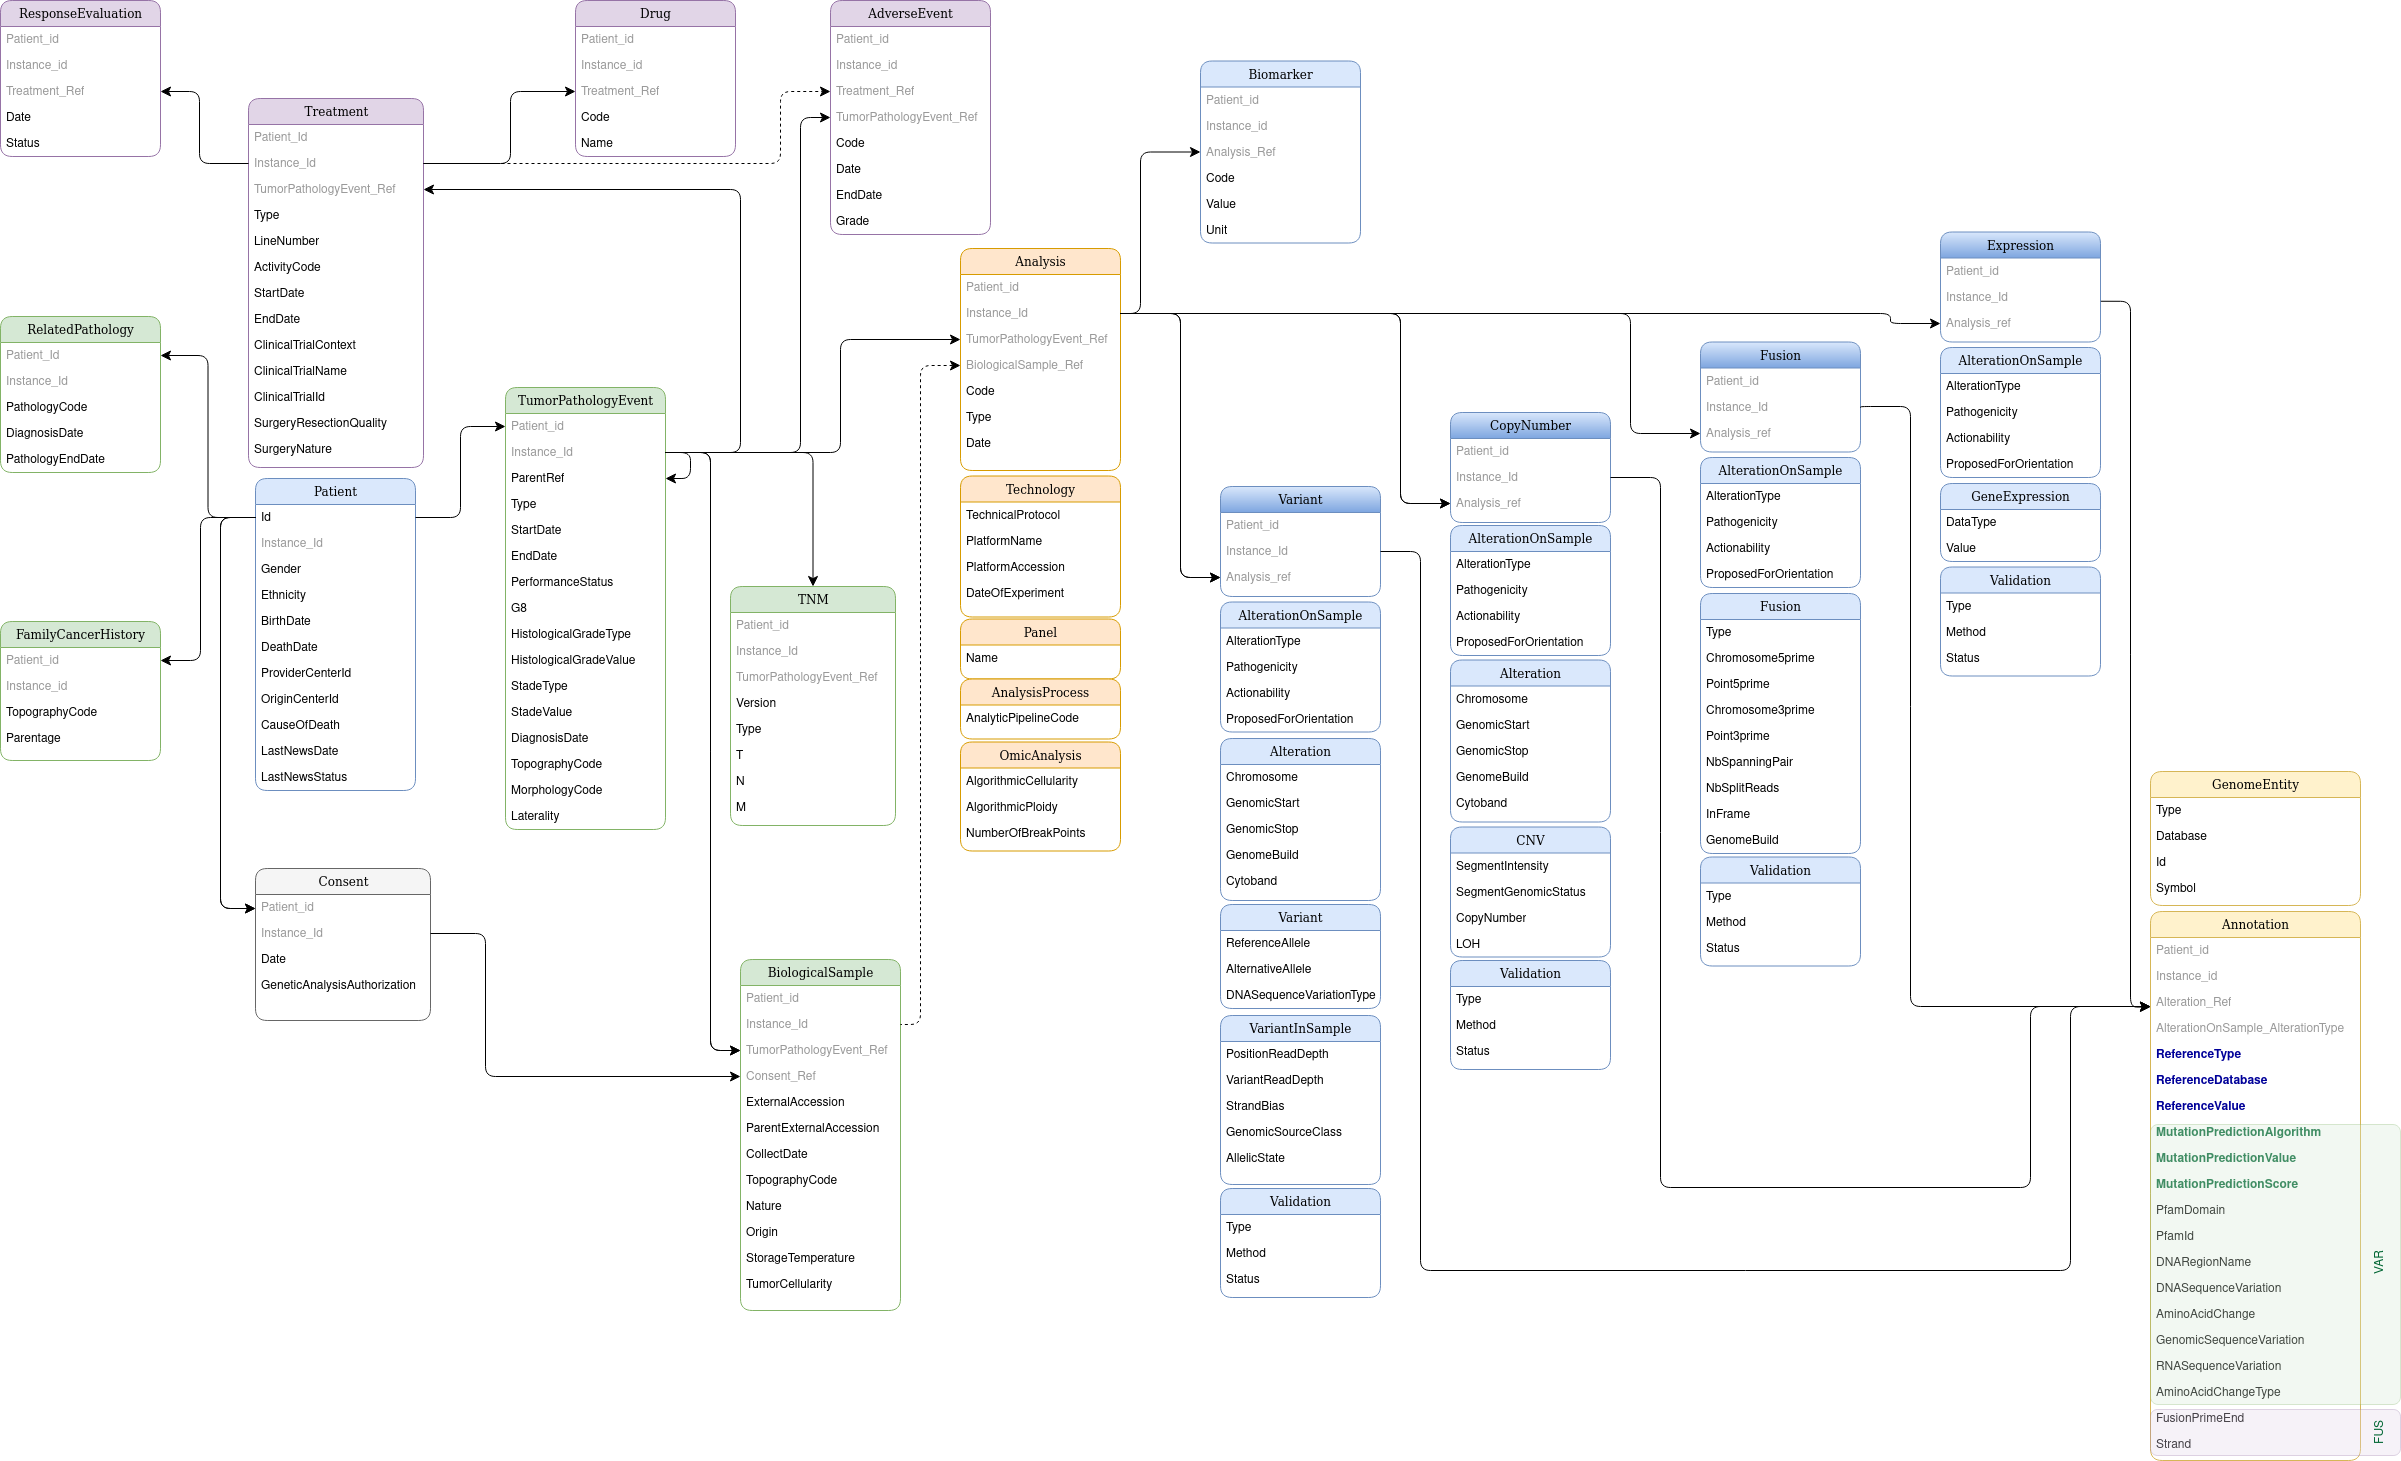 ResponseEvaluation
Patient_id
Instance_id
Treatment_Ref
Date
Status
Drug
Patient_id
Instance_id
Treatment_Ref
Code
Name
AdverseEvent
Patient_id
Instance_id
Treatment_Ref
TumorPathologyEvent_Ref
Code
Date
EndDate
Grade
Treatment
Patient_Id
Instance_Id
TumorPathologyEvent_Ref
Type
LineNumber
ActivityCode
StartDate
EndDate
ClinicalTrialContext
ClinicalTrialName
ClinicalTrialId
SurgeryResectionQuality
SurgeryNature
RelatedPathology
Patient_Id
Instance_Id
PathologyCode
DiagnosisDate
PathologyEndDate
FamilyCancerHistory
Patient_id
Instance_id
TopographyCode
Parentage
Patient
Id
Instance_Id
Gender
Ethnicity
BirthDate
DeathDate
ProviderCenterId
OriginCenterId
CauseOfDeath
LastNewsDate
LastNewsStatus
Consent
Patient_id
Instance_Id
Date
GeneticAnalysisAuthorization
TumorPathologyEvent
Patient_id
Instance_Id
ParentRef
Type
StartDate
EndDate
PerformanceStatus
G8
HistologicalGradeType
HistologicalGradeValue
StadeType
StadeValue
DiagnosisDate
TopographyCode
MorphologyCode
Laterality
TNM
Patient_id
Instance_Id
TumorPathologyEvent_Ref
Version
Type
T
N
M
BiologicalSample
Patient_id
Instance_Id
TumorPathologyEvent_Ref
Consent_Ref
ExternalAccession
ParentExternalAccession
CollectDate
TopographyCode
Nature
Origin
StorageTemperature
TumorCellularity
Analysis
Patient_id
Instance_Id
TumorPathologyEvent_Ref
BiologicalSample_Ref
Code
Type
Date
Technology
TechnicalProtocol
PlatformName
PlatformAccession
DateOfExperiment
Panel
Name
AnalysisProcess
AnalyticPipelineCode
OmicAnalysis
AlgorithmicCellularity
AlgorithmicPloidy
NumberOfBreakPoints
Biomarker
Patient_id
Instance_id
Analysis_Ref
Code
Value
Unit
Variant
Patient_id
Instance_Id
Analysis_ref
AlterationOnSample
AlterationType
Pathogenicity
Actionability
ProposedForOrientation
Alteration
Chromosome
GenomicStart
GenomicStop
GenomeBuild
Cytoband
Variant
ReferenceAllele
AlternativeAllele
DNASequenceVariationType
VariantInSample
PositionReadDepth
VariantReadDepth
StrandBias
GenomicSourceClass
AllelicState
Validation
Type
Method
Status
CopyNumber
Patient_id
Instance_Id
Analysis_ref
AlterationOnSample
AlterationType
Pathogenicity
Actionability
ProposedForOrientation
Alteration
Chromosome
GenomicStart
GenomicStop
GenomeBuild
Cytoband
CNV
SegmentIntensity
SegmentGenomicStatus
CopyNumber
LOH
Validation
Type
Method
Status
Fusion
Patient_id
Instance_Id
Analysis_ref
AlterationOnSample
AlterationType
Pathogenicity
Actionability
ProposedForOrientation
Fusion
Type
Chromosome5prime
Point5prime
Chromosome3prime
Point3prime
NbSpanningPair
NbSplitReads
InFrame
GenomeBuild
Validation
Type
Method
Status
Expression
Patient_id
Instance_Id
Analysis_ref
AlterationOnSample
AlterationType
Pathogenicity
Actionability
ProposedForOrientation
GeneExpression
DataType
Value
Validation
Type
Method
Status
GenomeEntity
Type
Database
Id
Symbol
Annotation
Patient_id
Instance_id
Alteration_Ref
AlterationOnSample_AlterationType
ReferenceType
ReferenceDatabase
ReferenceValue
MutationPredictionAlgorithm
MutationPredictionValue
MutationPredictionScore
PfamDomain
PfamId
DNARegionName
DNASequenceVariation
AminoAcidChange
GenomicSequenceVariation
RNASequenceVariation
AminoAcidChangeType
VAR
FusionPrimeEnd
Strand
FUS